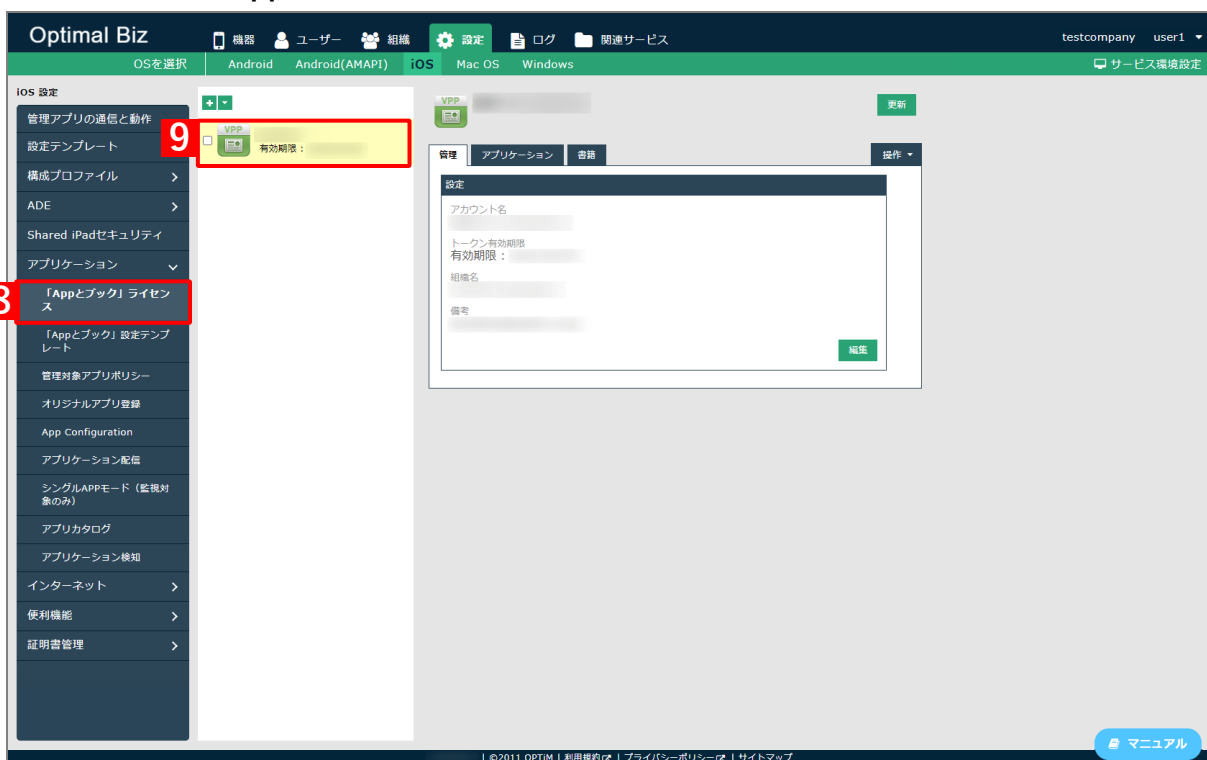 App
Optimal Biz
機器
ユーザー
組織
設定
ログ
関連サービス
testcompany
user1
OSを選択
Android
Android(AMAPI)
iOS
Mac OS
Windows
サービス環境設定
iOS 設定
管理アプリの通信と動作
設定テンプレート
構成プロファイル
ADE
Shared iPadセキュリティ
アプリケーション
8
「Appとブック」ライセン
ス
「Appとブック」設定テンプ
レート
管理対象アプリポリシー
オリジナルアプリ登録
App Configuration
アプリケーション配信
シングルAPPモード（監視対
象のみ）
アプリカタログ
アプリケーション検知
インターネット
便利機能
証明書管理
9
VPP
有効期限：
VPP
更新
管理
アプリケーション
書籍
操作
設定
アカウント名
トークン有効期限
有効期限：
組織名
備考
編集
マニュアル
| ©2011 OPTiM | 利用規約 | プライバシーポリシー | サイトマップ